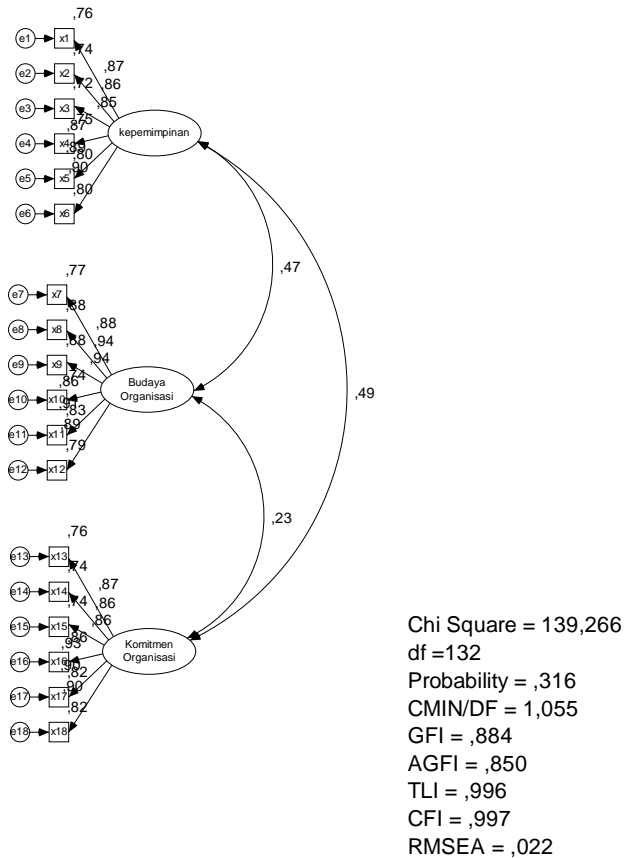 ,76
e1 x1
,74
,87
e2 x2
,86
,72
e3 x3
,85
,75
,87
e4 x4
kepemimpinan
,80
,90
e5 x5
,80
e6 x6
,47
,77
e7 x7
,88
,88
e8 x8
,88
,94
,94
e9 x9
,74
,86
e10 x10
Budaya
Organisasi
,49
,91
,83
e11 x11
,89
,79
e12 x12
,23
,76
e13 x13
,74
,87
e14 x14
,86
,74
e15 x15
,86
,86
,93
e16 x16
Komitmen
Organisasi
,90
,82
e17 x17
,90
,82
e18 x18
Chi Square = 139,266
df =132
Probability = ,316
CMIN/DF = 1,055
GFI = ,884
AGFI = ,850
TLI = ,996
CFI = ,997
RMSEA = ,022